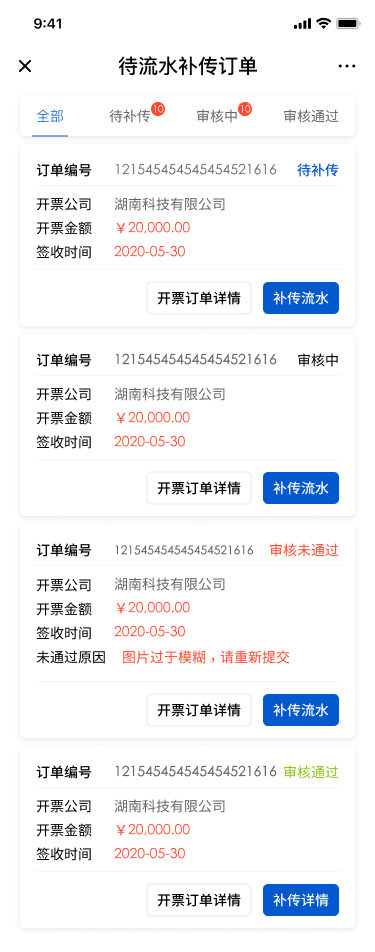 9:41
待流水补传订单
全部 待补传 10 审核中 10 审核通过
订单编号 121545454545454521616 待补传
开票公司 湖南科技有限公司
开票金额 ￥20,000.00
签收时间 2020-05-30
开票订单详情 补传流水
订单编号 121545454545454521616 审核中
开票公司 湖南科技有限公司
开票金额 ￥20,000.00
签收时间 2020-05-30
开票订单详情 补传流水
订单编号 121545454545454521616 审核未通过
开票公司 湖南科技有限公司
开票金额 ￥20,000.00
签收时间 2020-05-30
未通过原因 图片过于模糊，请重新提交
开票订单详情 补传流水
订单编号 121545454545454521616 审核通过
开票公司 湖南科技有限公司
开票金额 ￥20,000.00
签收时间 2020-05-30
开票订单详情 补传详情